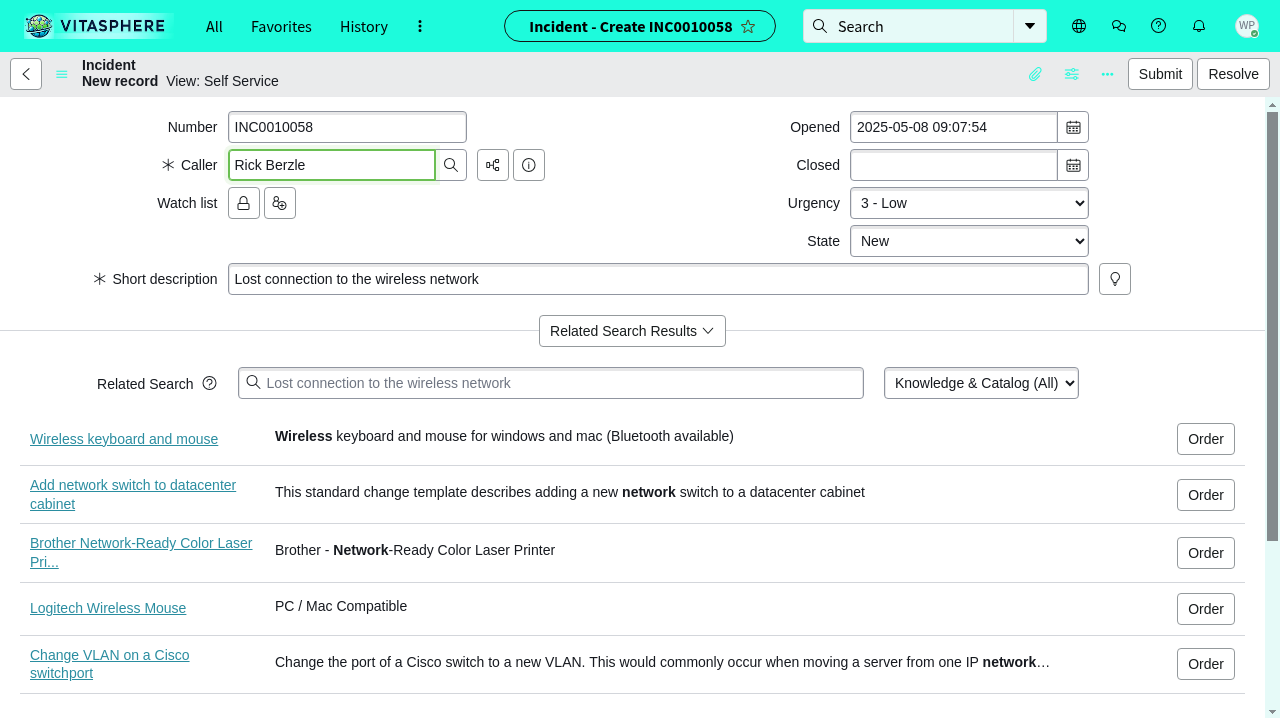 VITASPHERE
All
Favorites
History
Incident - Create INC0010058
Search
WP
Incident
New record View: Self Service
Submit
Resolve
Number
INC0010058
Opened
2025-05-08 09:07:54
Caller
Rick Berzle
Closed
Watch list
Urgency
3 - Low
State
New
Short description
Lost connection to the wireless network
Related Search Results
Related Search
Lost connection to the wireless network
Knowledge & Catalog (All)
Wireless keyboard and mouse
Wireless keyboard and mouse for windows and mac (Bluetooth available)
Order
Add network switch to datacenter
cabinet
This standard change template describes adding a new network switch to a datacenter cabinet
Order
Brother Network-Ready Color Laser
Pri...
Brother - Network-Ready Color Laser Printer
Order
Logitech Wireless Mouse
PC / Mac Compatible
Order
Change VLAN on a Cisco
switchport
Change the port of a Cisco switch to a new VLAN. This would commonly occur when moving a server from one IP network…
Order